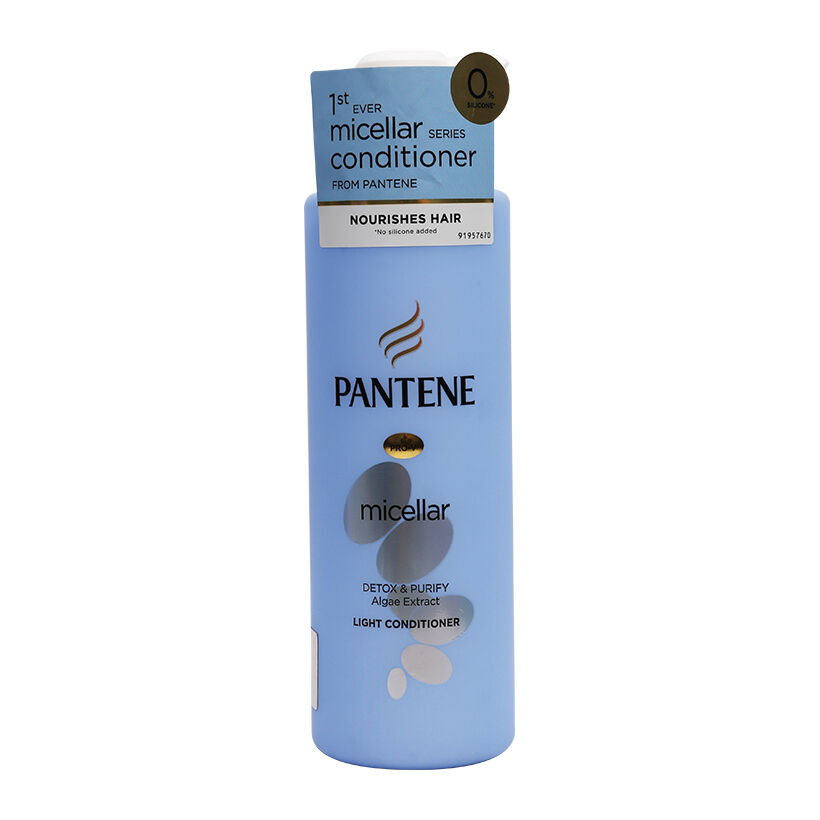 1st EVER
micellar SERIES
conditioner
FROM PANTENE
0%
SILICONE*
NOURISHES HAIR
*No silicone added
91957670
PANTENE
PRO-V
micellar
DETOX & PURIFY
Algae Extract
LIGHT CONDITIONER